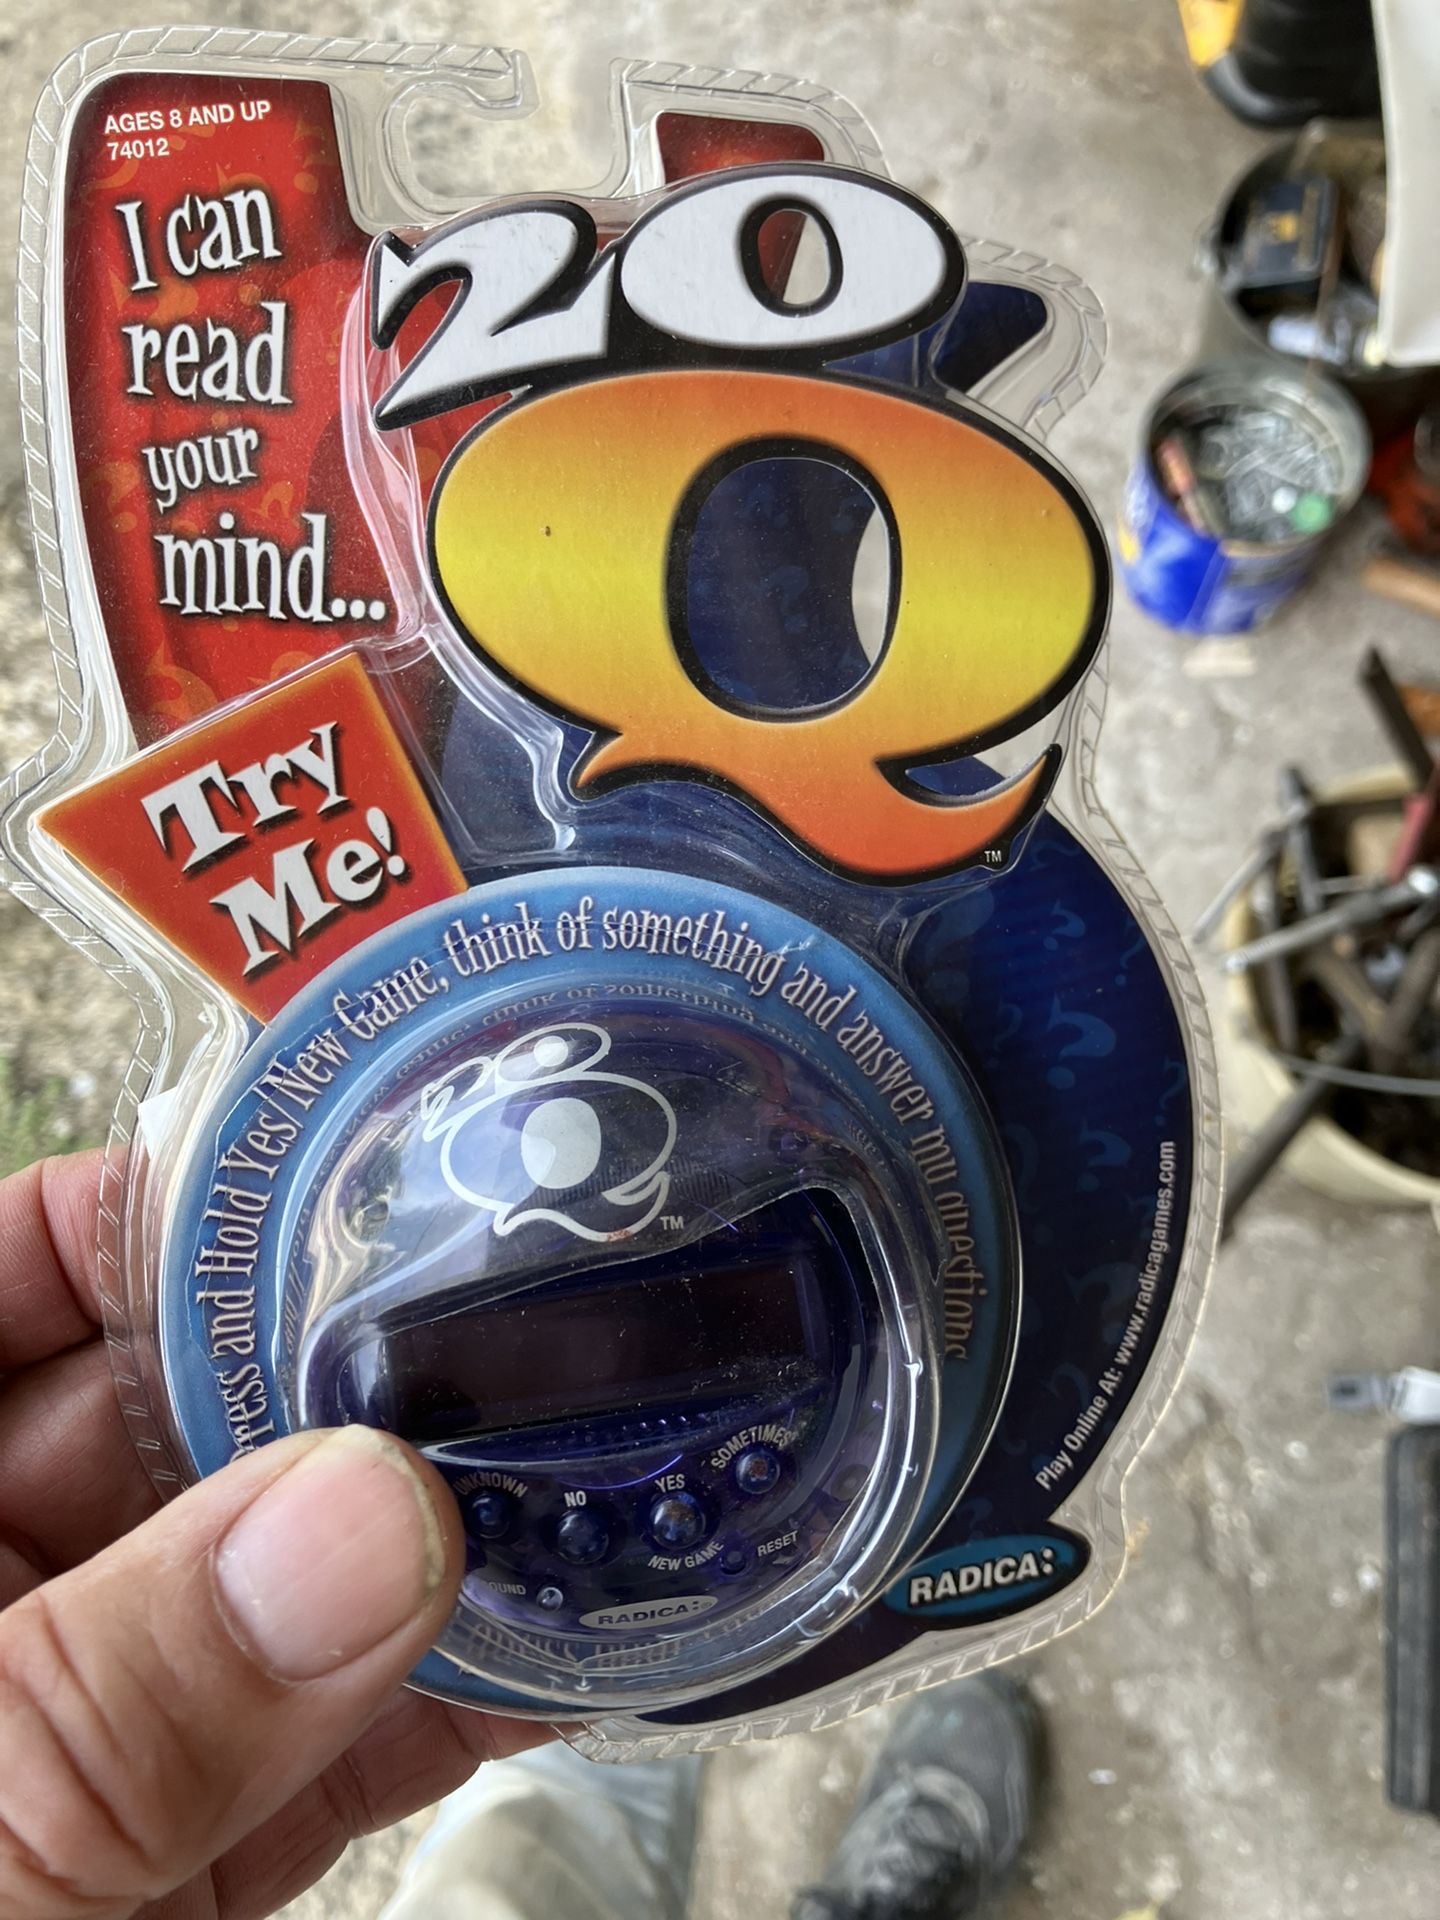 AGES 8 AND UP
74012
I can
read
your
mind...
20
Q
TM
Try
Me!
Press and Hold Yes/New Game, think of something and answer my questions
20Q
TM
UNKNOWN
NO
YES
SOMETIMES
NEW GAME
RESET
RADICA:®
Play Online At: www.radicagames.com
RADICA: